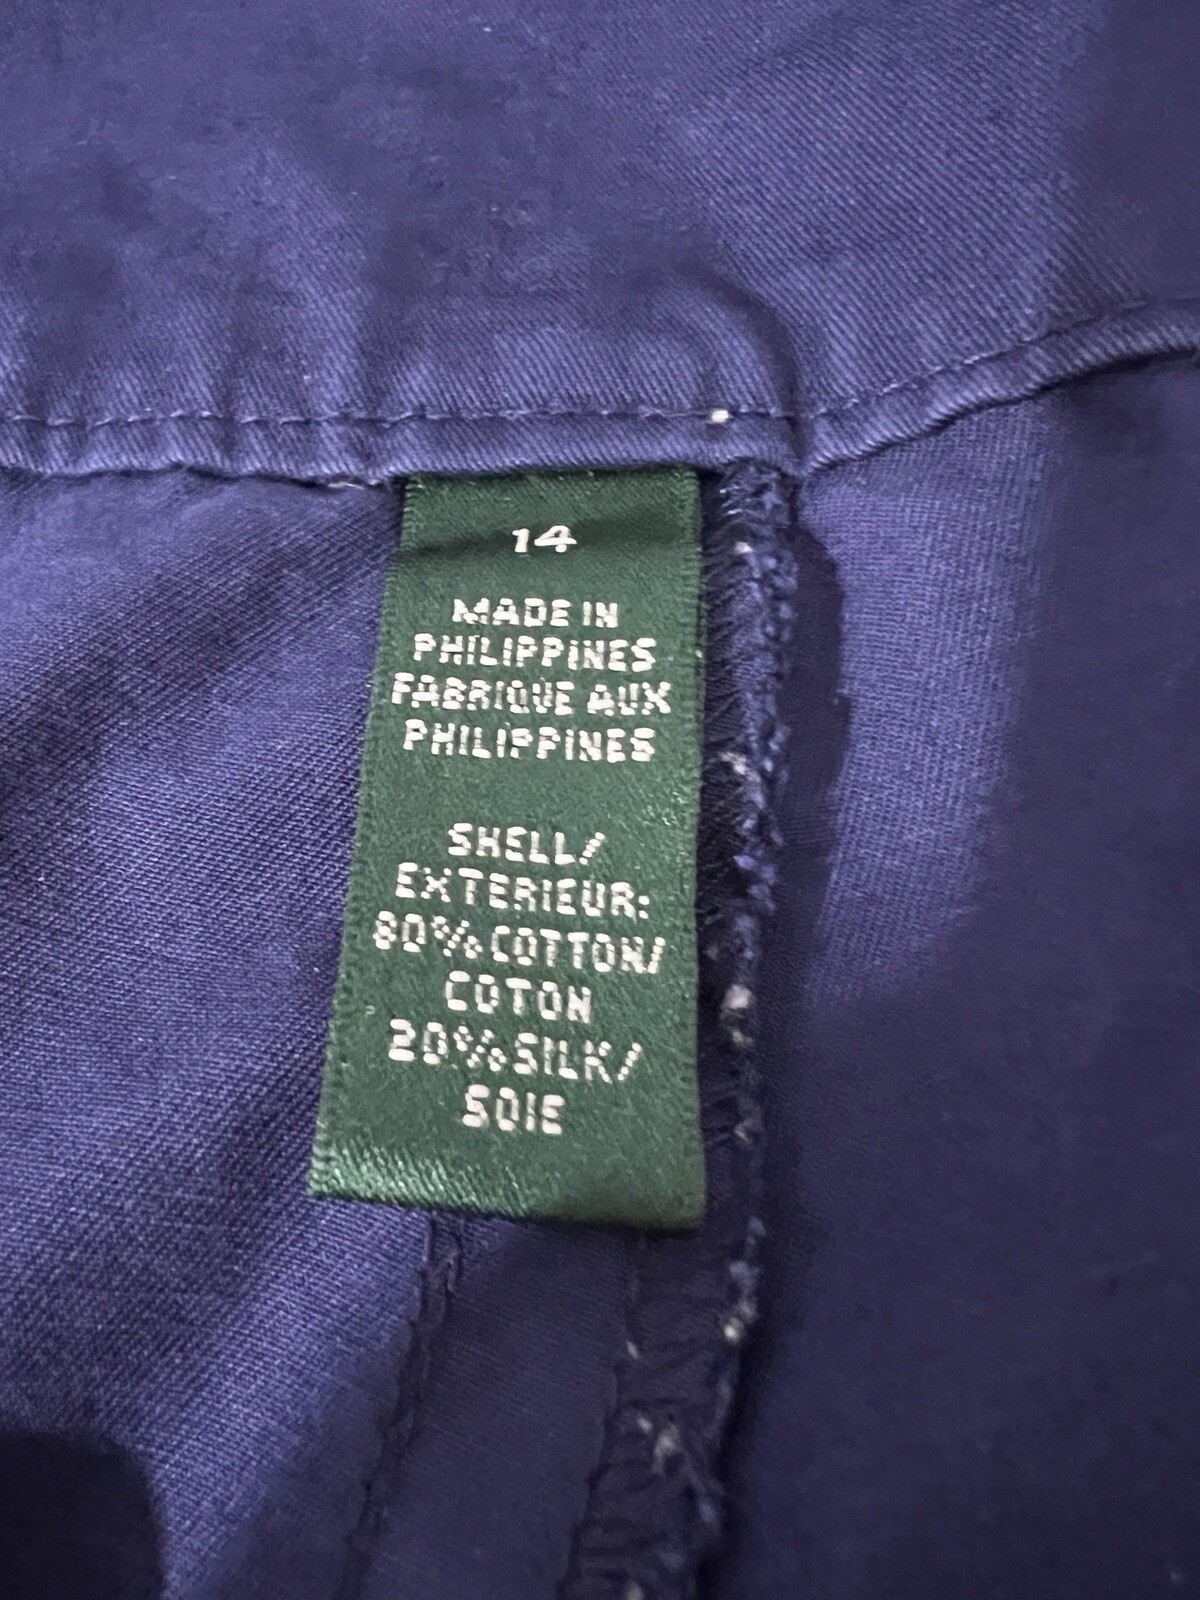 14
MADE IN
PHILIPPINES
FABRIQUE AUX
PHILIPPINES
SHELL/
EXTERIEUR:
80% COTTON/
COTON
20% SILK/
SOIE